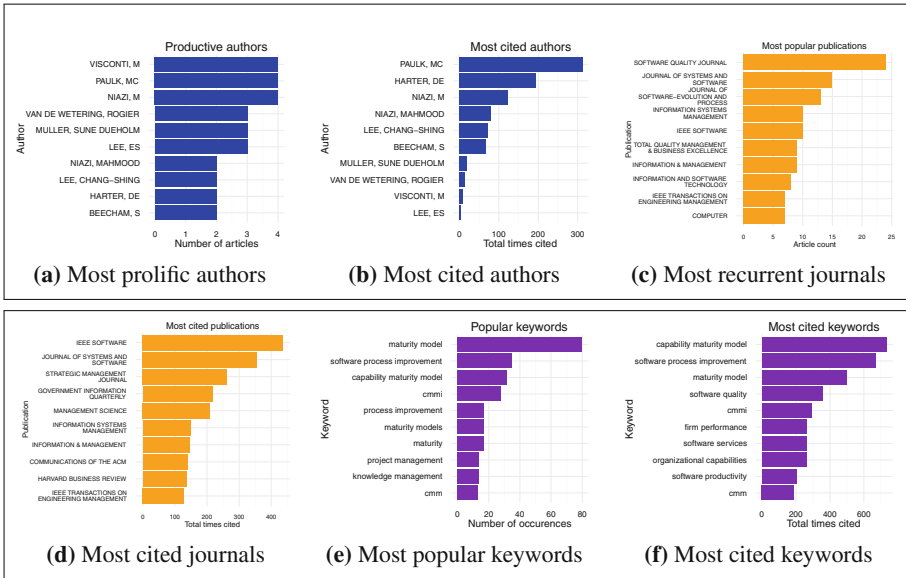 Productive authors
Author
VISCONTI, M
PAULK, MC
NIAZI, M
VAN DE WETERING, ROGIER
MULLER, SUNE DUEHOLM
LEE, ES
NIAZI, MAHMOOD
LEE, CHANG-SHING
HARTER, DE
BEECHAM, S
0 1 2 3 4
Number of articles
(a) Most prolific authors
Most cited authors
Author
PAULK, MC
HARTER, DE
NIAZI, M
NIAZI, MAHMOOD
LEE, CHANG-SHING
BEECHAM, S
MULLER, SUNE DUEHOLM
VAN DE WETERING, ROGIER
VISCONTI, M
LEE, ES
0 100 200 300
Total times cited
(b) Most cited authors
Most popular publications
Publication
SOFTWARE QUALITY JOURNAL
JOURNAL OF SYSTEMS AND
SOFTWARE
JOURNAL OF
SOFTWARE-EVOLUTION AND
PROCESS
INFORMATION SYSTEMS
MANAGEMENT
IEEE SOFTWARE
TOTAL QUALITY MANAGEMENT
& BUSINESS EXCELLENCE
INFORMATION & MANAGEMENT
INFORMATION AND SOFTWARE
TECHNOLOGY
IEEE TRANSACTIONS ON
ENGINEERING MANAGEMENT
COMPUTER
0 5 10 15 20 25
Article count
(c) Most recurrent journals
Most cited publications
Publication
IEEE SOFTWARE
JOURNAL OF SYSTEMS AND
SOFTWARE
STRATEGIC MANAGEMENT
JOURNAL
GOVERNMENT INFORMATION
QUARTERLY
MANAGEMENT SCIENCE
INFORMATION SYSTEMS
MANAGEMENT
INFORMATION & MANAGEMENT
COMMUNICATIONS OF THE ACM
HARVARD BUSINESS REVIEW
IEEE TRANSACTIONS ON
ENGINEERING MANAGEMENT
0 100 200 300 400
Total times cited
(d) Most cited journals
Popular keywords
Keyword
maturity model
software process improvement
capability maturity model
cmmi
process improvement
maturity models
maturity
project management
knowledge management
cmm
0 20 40 60 80
Number of occurences
(e) Most popular keywords
Most cited keywords
Keyword
capability maturity model
software process improvement
maturity model
software quality
cmmi
firm performance
software services
organizational capabilities
software productivity
cmm
0 200 400 600
Total times cited
(f) Most cited keywords